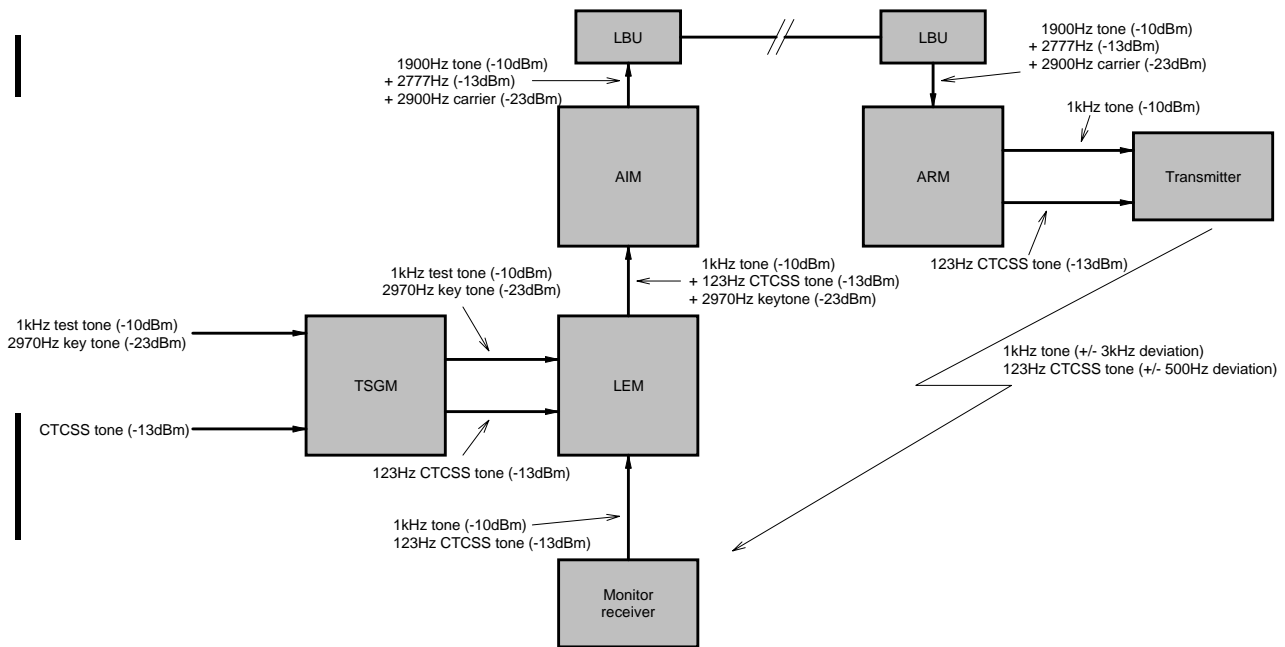 LBU
LBU
1900Hz tone (-10dBm)
+ 2777Hz (-13dBm)
+ 2900Hz carrier (-23dBm)
1900Hz tone (-10dBm)
+ 2777Hz (-13dBm)
+ 2900Hz carrier (-23dBm)
1kHz tone (-10dBm)
AIM
ARM
Transmitter
123Hz CTCSS tone (-13dBm)
1kHz test tone (-10dBm)
2970Hz key tone (-23dBm)
1kHz tone (-10dBm)
+ 123Hz CTCSS tone (-13dBm)
+ 2970Hz keytone (-23dBm)
1kHz test tone (-10dBm)
2970Hz key tone (-23dBm)
TSGM
LEM
1kHz tone (+/- 3kHz deviation)
123Hz CTCSS tone (+/- 500Hz deviation)
CTCSS tone (-13dBm)
123Hz CTCSS tone (-13dBm)
1kHz tone (-10dBm)
123Hz CTCSS tone (-13dBm)
Monitor
receiver